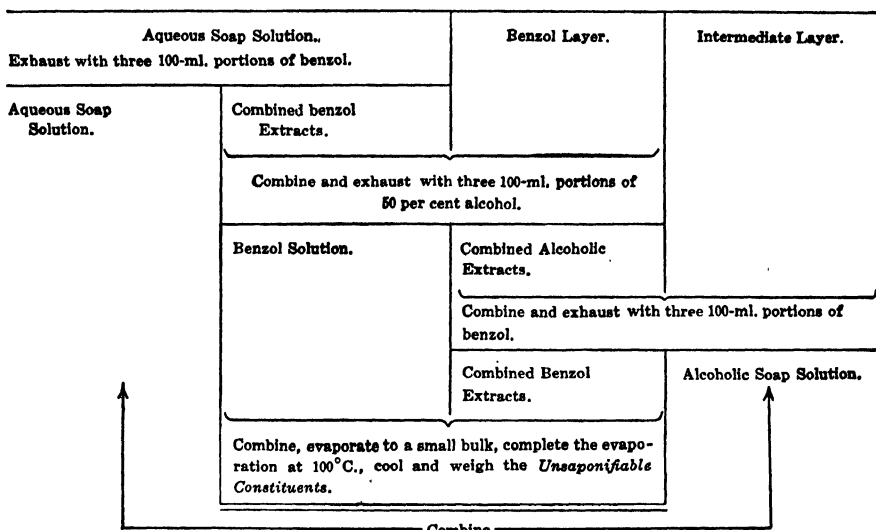 Aqueous Soap Solution.
Exhaust with three 100-ml. portions of benzol.
Benzol Layer.
Intermediate Layer.
Aqueous Soap
Solution.
Combined benzol
Extracts.
Combine and exhaust with three 100-ml. portions of
50 per cent alcohol.
Benzol Solution.
Combined Alcoholic
Extracts.
Combine and exhaust with three 100-ml. portions of
benzol.
Combined Benzol
Extracts.
Alcoholic Soap Solution.
Combine, evaporate to a small bulk, complete the evapo-
ration at 100°C., cool and weigh the Unsaponifiable
Constituents.
Combine